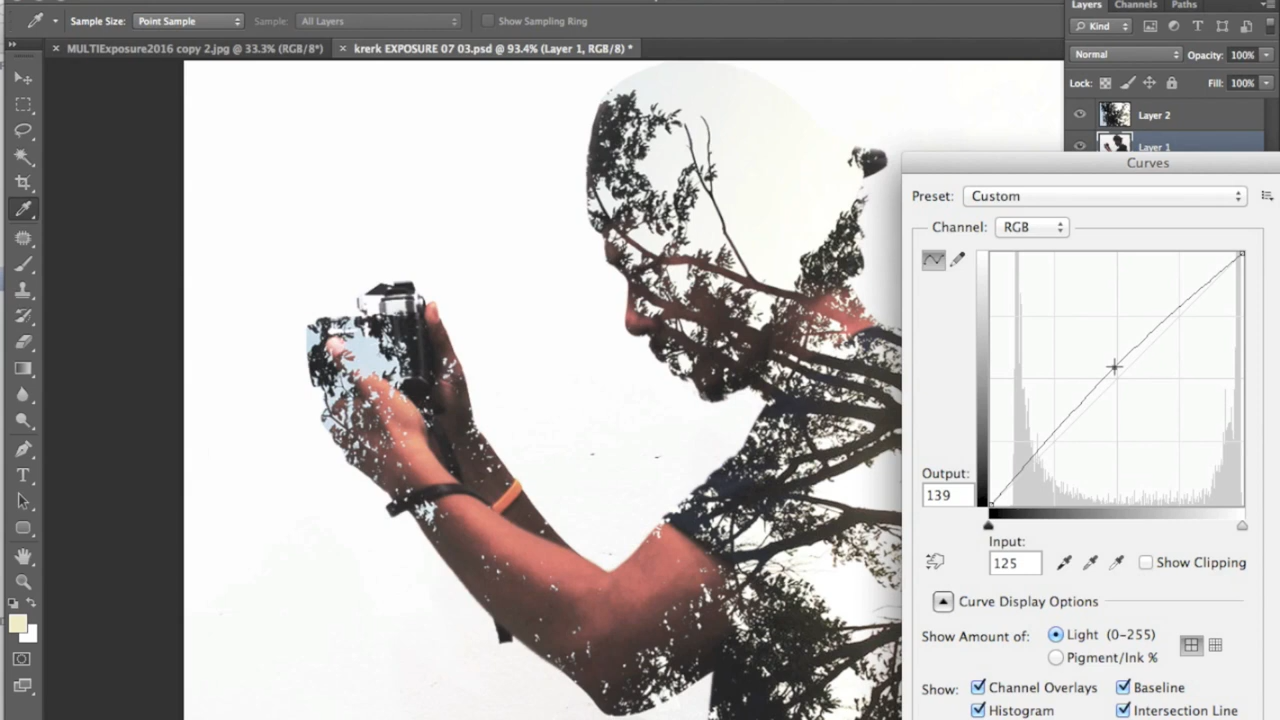 Sample Size: Point Sample Sample: All Layers Show Sampling Ring
Layers Channels Paths
Kind
× MULTIExposure2016 copy 2.jpg @ 33.3% (RGB/8*) × krerk EXPOSURE 07 03.psd @ 93.4% (Layer 1, RGB/8) *
Normal Opacity: 100%
Lock: Fill: 100%
Layer 2
Layer 1
Curves
Preset: Custom
Channel: RGB
Output:
139
Input:
125
Show Clipping
Curve Display Options
Show Amount of: Light (0-255)
Pigment/Ink %
Show: Channel Overlays Baseline
Histogram Intersection Line